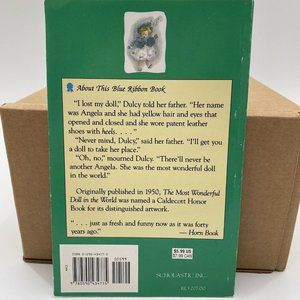 About This Blue Ribbon Book
"I lost my doll," Dulcy told her father. "Her name
was Angela and she had yellow hair and eyes that
opened and closed and she wore patent leather
shoes with heels. . . ."
"Never mind, Dulcy," said her father. "I'll get you
a doll to take her place."
"Oh, no," mourned Dulcy. "There'll never be
another Angela. She was the most wonderful
doll in the world."
Originally published in 1950, The Most Wonderful
Doll in the World was named a Caldecott Honor
Book for its distinguished artwork.
". . . just as fresh and funny now as it was forty
years ago." — Horn Book
$5.95 US
$7.99 CAN
SCHOLASTIC INC.